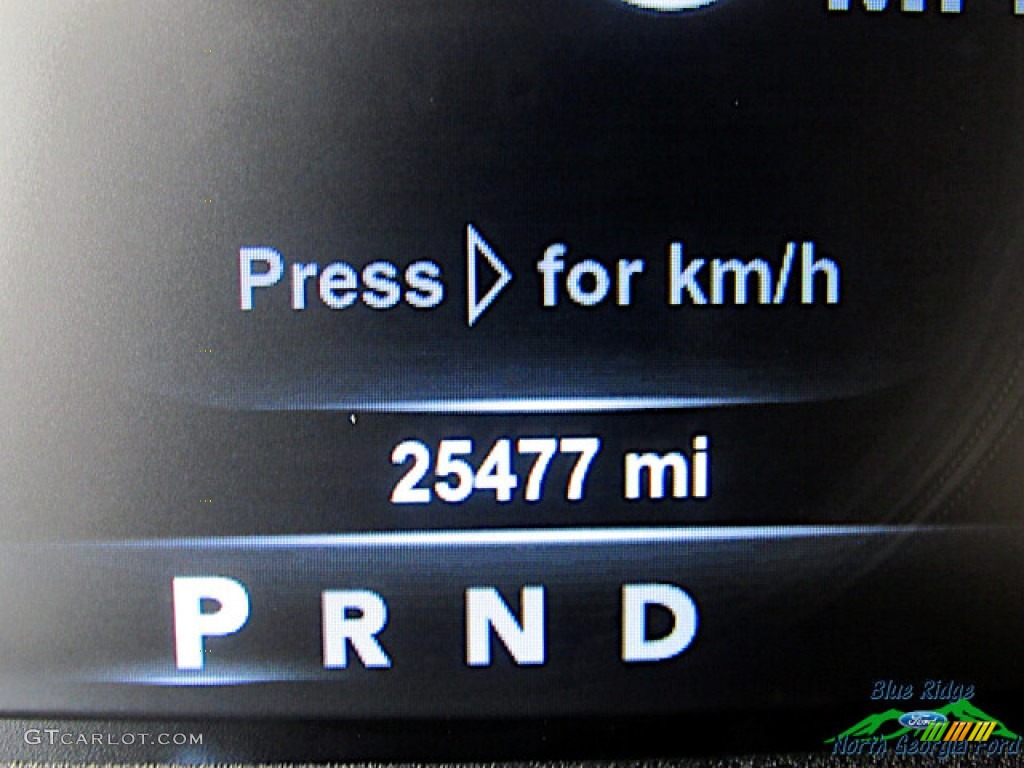 Press ▷ for km/h
25477 mi
P R N D
GTCARLOT.COM
Blue Ridge
Ford
North Georgia Ford